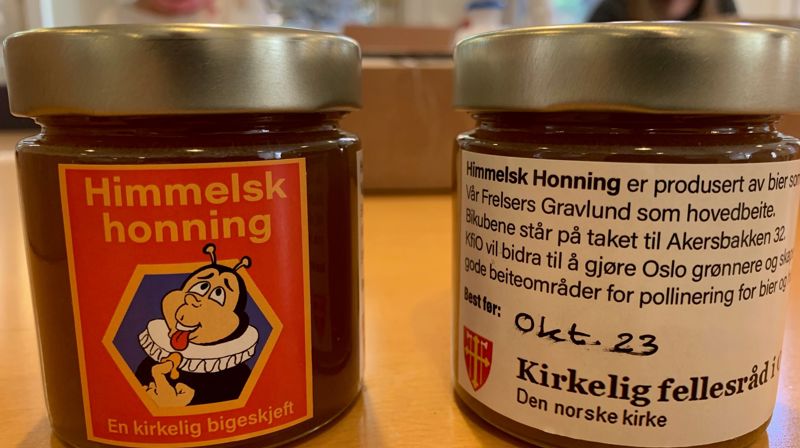 Himmelsk
honning
En kirkelig bigeskjeft
Himmelsk Honning er produsert av bier
Vår Frelsers Gravlund som hovedbeite.
Bikubene står på taket til Akersbakken 32.
KfiO vil bidra til å gjøre Oslo grønnere og
gode beiteområder for pollinering for bier og
Best før:
Okt. 23
Kirkelig fellesråd i
Den norske kirke